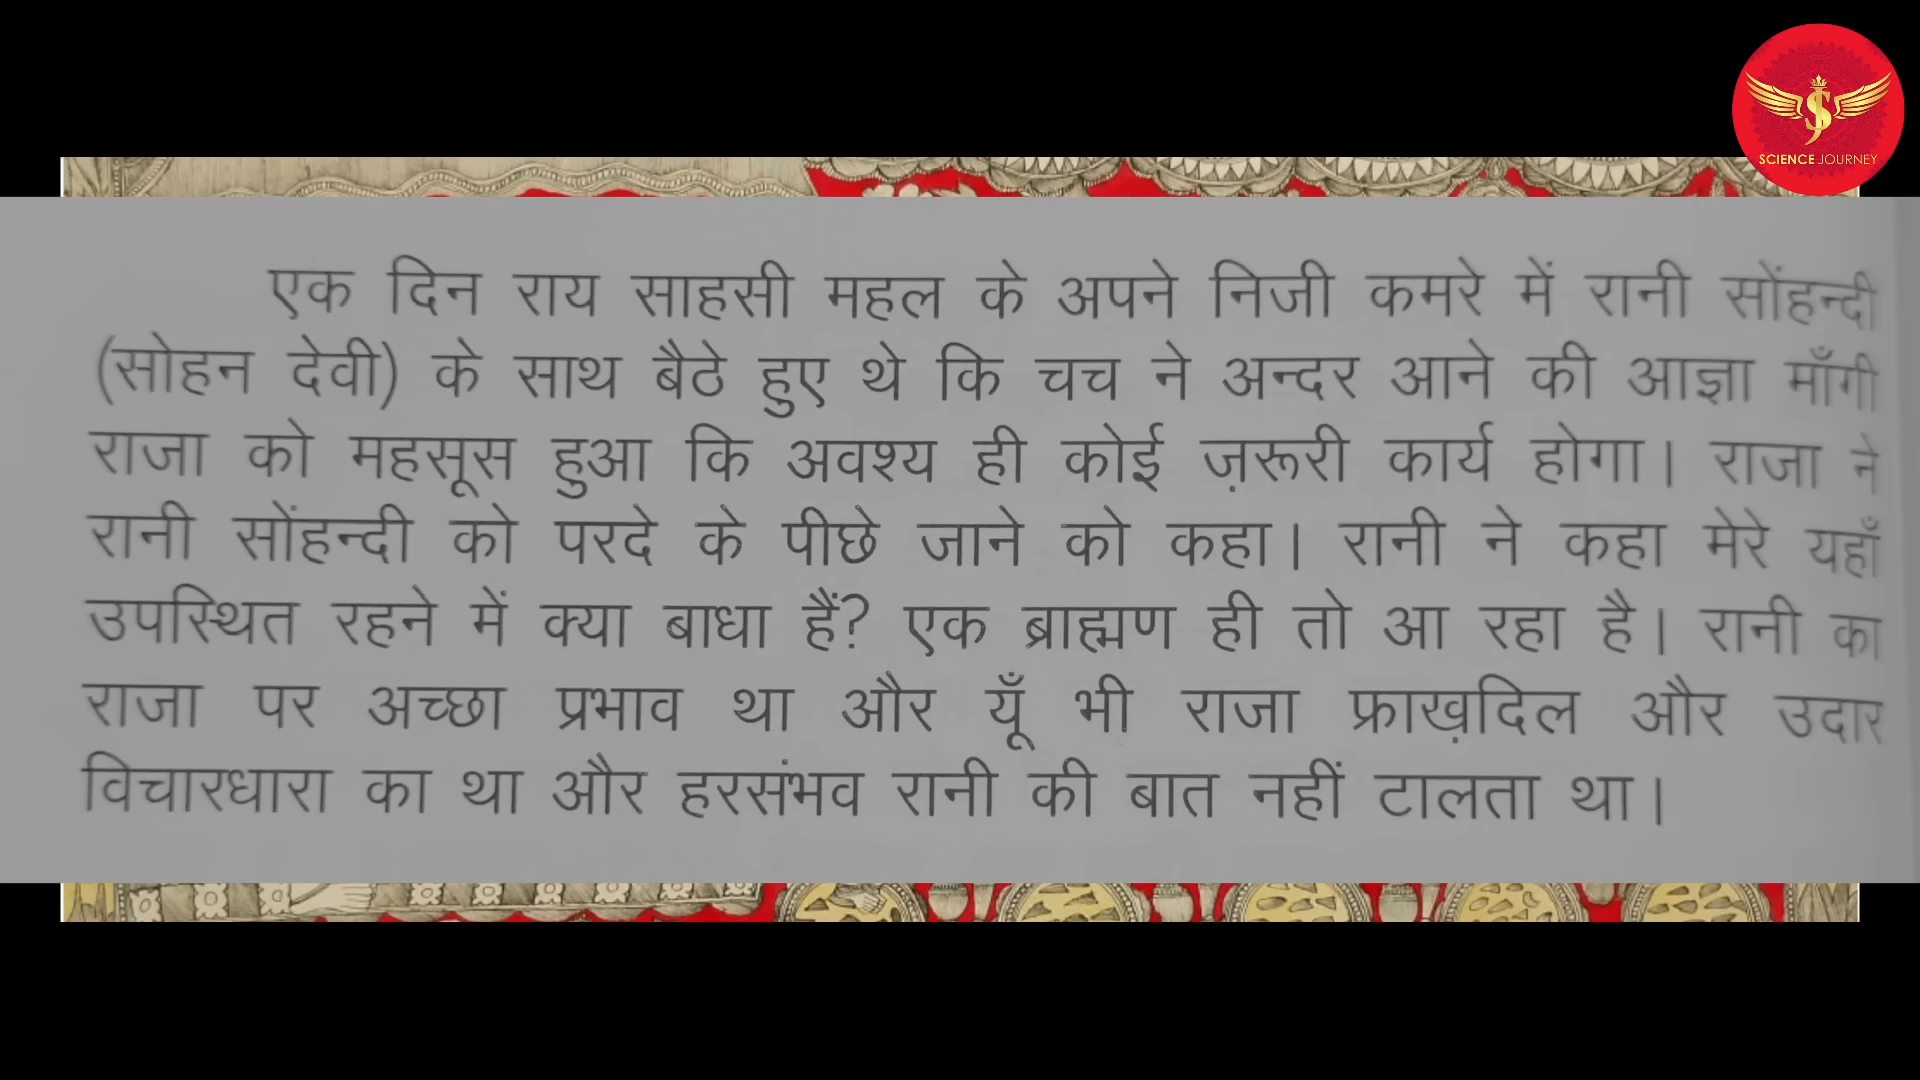 SCIENCE JOURNEY
एक दिन राय साहसी महल के अपने निजी कमरे में रानी सोंहन्दी
(सोहन देवी) के साथ बैठे हुए थे कि चच ने अन्दर आने की आज्ञा माँगी
राजा को महसूस हुआ कि अवश्य ही कोई ज़रूरी कार्य होगा। राजा ने
रानी सोंहन्दी को परदे के पीछे जाने को कहा। रानी ने कहा मेरे यहाँ
उपस्थित रहने में क्या बाधा हैं? एक ब्राह्मण ही तो आ रहा है। रानी का
राजा पर अच्छा प्रभाव था और यूँ भी राजा फ्राख़दिल और उदार
विचारधारा का था और हरसंभव रानी की बात नहीं टालता था।